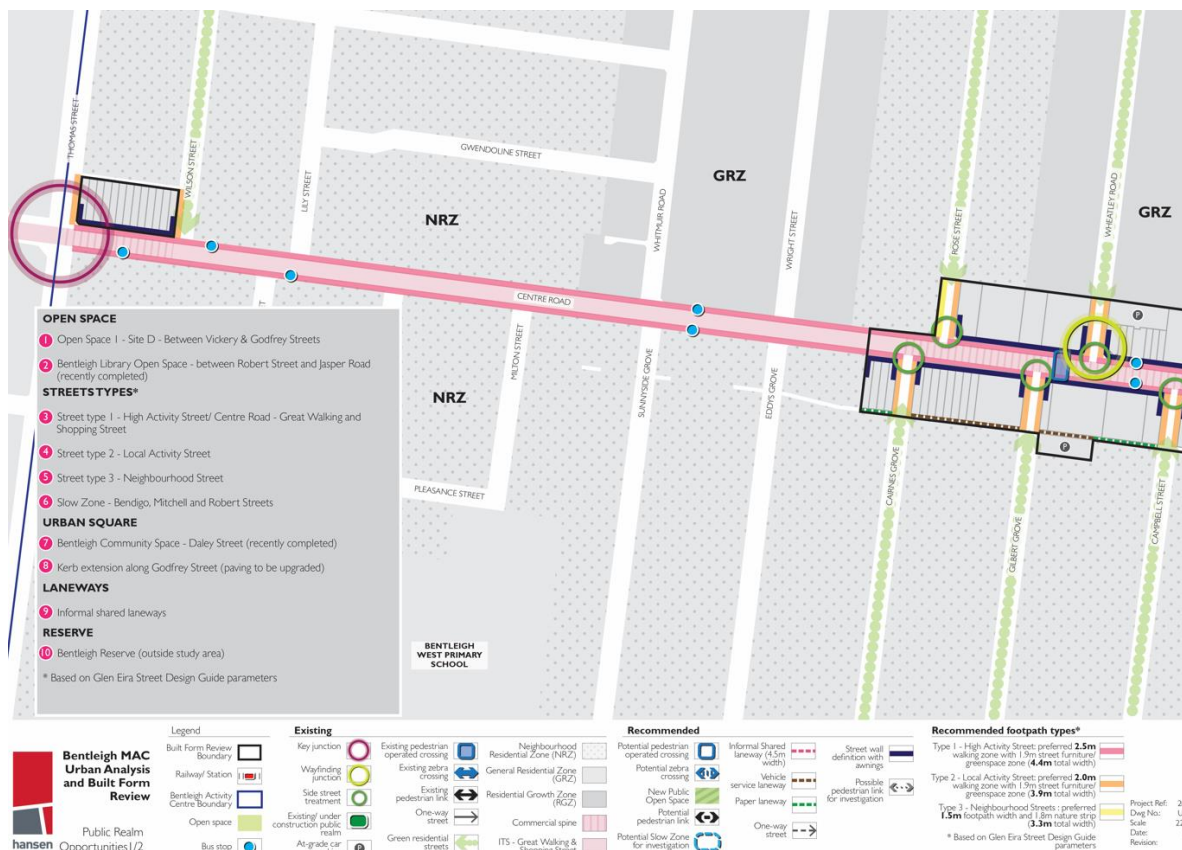 THOMAS STREET
WILSON STREET
LILY STREET
GWENDOLINE STREET
NRZ
GRZ
WHITMUIR ROAD
WRIGHT STREET
ROSE STREET
WHEATLEY ROAD
GRZ
CENTRE ROAD
P
MILTON STREET
NRZ
SUNNYSIDE GROVE
EDDYS GROVE
CAIRNES GROVE
GILBERT GROVE
P
CAMPBELL STREET
PLEASANCE STREET
BENTLEIGH
WEST PRIMARY
SCHOOL
OPEN SPACE
1 Open Space 1 - Site D - Between Vickery & Godfrey Streets
2 Bentleigh Library Open Space - between Robert Street and Jasper Road
(recently completed)
STREETS TYPES*
3 Street type 1 - High Activity Street/ Centre Road - Great Walking and
Shopping Street
4 Street type 2 - Local Activity Street
5 Street type 3 - Neighbourhood Street
6 Slow Zone - Bendigo, Mitchell and Robert Streets
URBAN SQUARE
7 Bentleigh Community Space - Daley Street (recently completed)
8 Kerb extension along Godfrey Street (paving to be upgraded)
LANEWAYS
9 Informal shared laneways
RESERVE
10 Bentleigh Reserve (outside study area)
* Based on Glen Eira Street Design Guide parameters
hansen
Bentleigh MAC
Urban Analysis
and Built Form
Review
Public Realm
Opportunities1/2
Legend
Built Form Review
Boundary
Railway/ Station
Bentleigh Activity
Centre Boundary
Open space
Bus stop
Existing
Key junction
Wayfinding
junction
Side street
treatment
Existing/ under
construction public
realm
At-grade car
P
Existing pedestrian
operated crossing
Existing zebra
crossing
Existing
pedestrian link
One-way
street
Green residential
streets
Neighbourhood
Residential Zone (NRZ)
General Residential
Zone (GRZ)
Residential Growth Zone
(RGZ)
Commercial spine
ITS - Great Walking &
Shopping Street
Recommended
Potential pedestrian
operated crossing
Potential zebra
crossing
New Public
Open Space
Potential
pedestrian link
Potential Slow Zone
for investigation
Informal Shared
laneway (4.5m
width)
Vehicle
service laneway
Paper laneway
One-way
street
Street wall
definition with
awnings
Possible
pedestrian link
for investigation
Recommended footpath types*
Type 1 - High Activity Street: preferred 2.5m
walking zone with 1.9m street furniture/
greenspace zone (4.4m total width)
Type 2 - Local Activity Street: preferred 2.0m
walking zone with 1.9m street furniture/
greenspace zone (3.9m total width)
Type 3 - Neighbourhood Streets : preferred
1.5m footpath width and 1.8m nature strip
(3.3m total width)
* Based on Glen Eira Street Design Guide
parameters
Project Ref:
Dwg No.:
Scale
Date:
Revision: